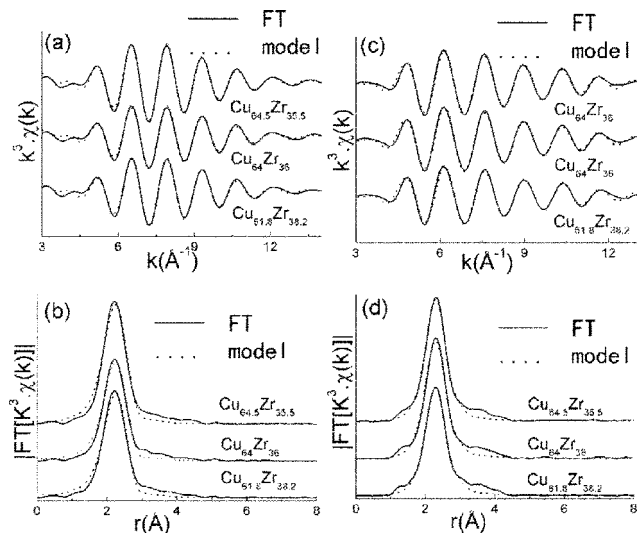 (a)
FT
model
Cu64.5Zr35.5
Cu64Zr36
Cu61.8Zr38.2
k³.χ(k)
3 6 9 12
k(Å⁻¹)
(c)
FT
model
Cu64Zr36
Cu64Zr36
Cu61.8Zr38.2
k³.χ(k)
3 6 9 12
k(Å⁻¹)
(b)
FT
model
Cu64.5Zr35.5
Cu64Zr36
Cu61.8Zr38.2
|FT[K³.χ(k)]|
0 2 4 6 8
r(Å)
(d)
FT
model
Cu64.5Zr35.5
Cu64Zr36
Cu61.8Zr38.2
|FT[K³.χ(k)]|
0 2 4 6 8
r(Å)